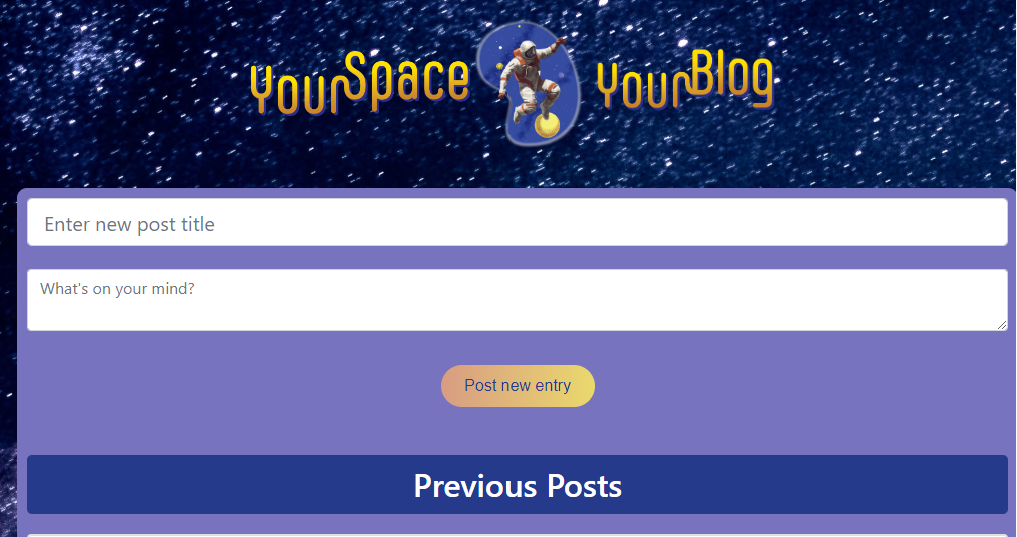 YourSpace YourBlog
Enter new post title
What's on your mind?
Post new entry
Previous Posts